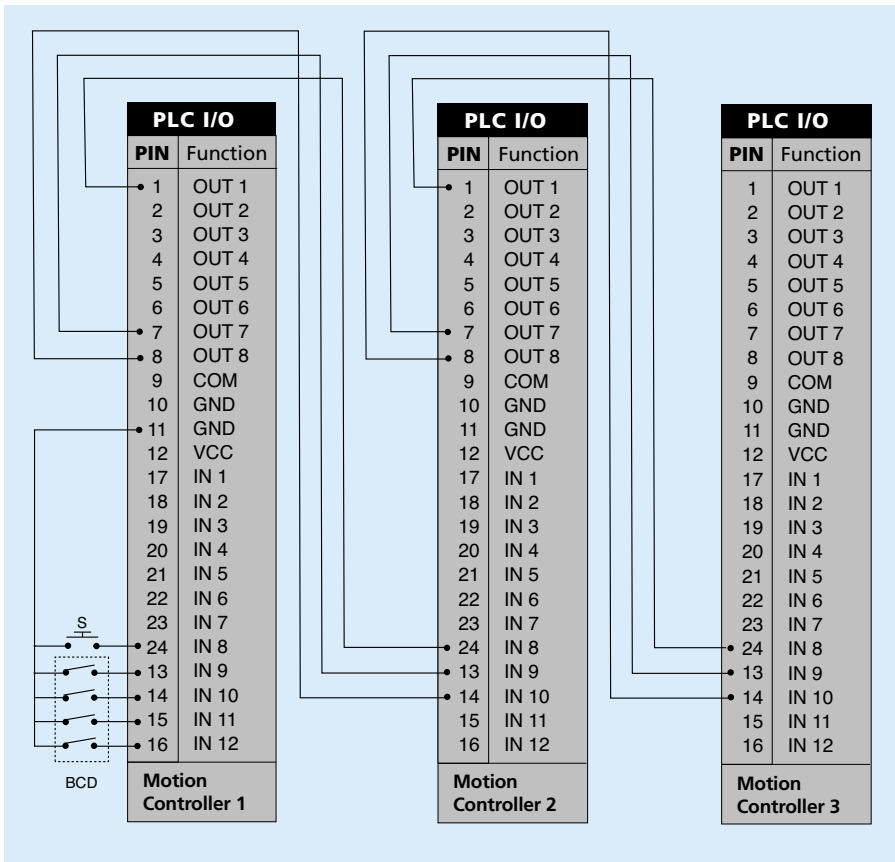 PLC I/O
PIN Function
1 OUT 1
2 OUT 2
3 OUT 3
4 OUT 4
5 OUT 5
6 OUT 6
7 OUT 7
8 OUT 8
9 COM
10 GND
11 GND
12 VCC
17 IN 1
18 IN 2
19 IN 3
20 IN 4
21 IN 5
22 IN 6
23 IN 7
S
24 IN 8
13 IN 9
14 IN 10
15 IN 11
16 IN 12
BCD
Motion
Controller 1
PLC I/O
PIN Function
1 OUT 1
2 OUT 2
3 OUT 3
4 OUT 4
5 OUT 5
6 OUT 6
7 OUT 7
8 OUT 8
9 COM
10 GND
11 GND
12 VCC
17 IN 1
18 IN 2
19 IN 3
20 IN 4
21 IN 5
22 IN 6
23 IN 7
24 IN 8
13 IN 9
14 IN 10
15 IN 11
16 IN 12
Motion
Controller 2
PLC I/O
PIN Function
1 OUT 1
2 OUT 2
3 OUT 3
4 OUT 4
5 OUT 5
6 OUT 6
7 OUT 7
8 OUT 8
9 COM
10 GND
11 GND
12 VCC
17 IN 1
18 IN 2
19 IN 3
20 IN 4
21 IN 5
22 IN 6
23 IN 7
24 IN 8
13 IN 9
14 IN 10
15 IN 11
16 IN 12
Motion
Controller 3